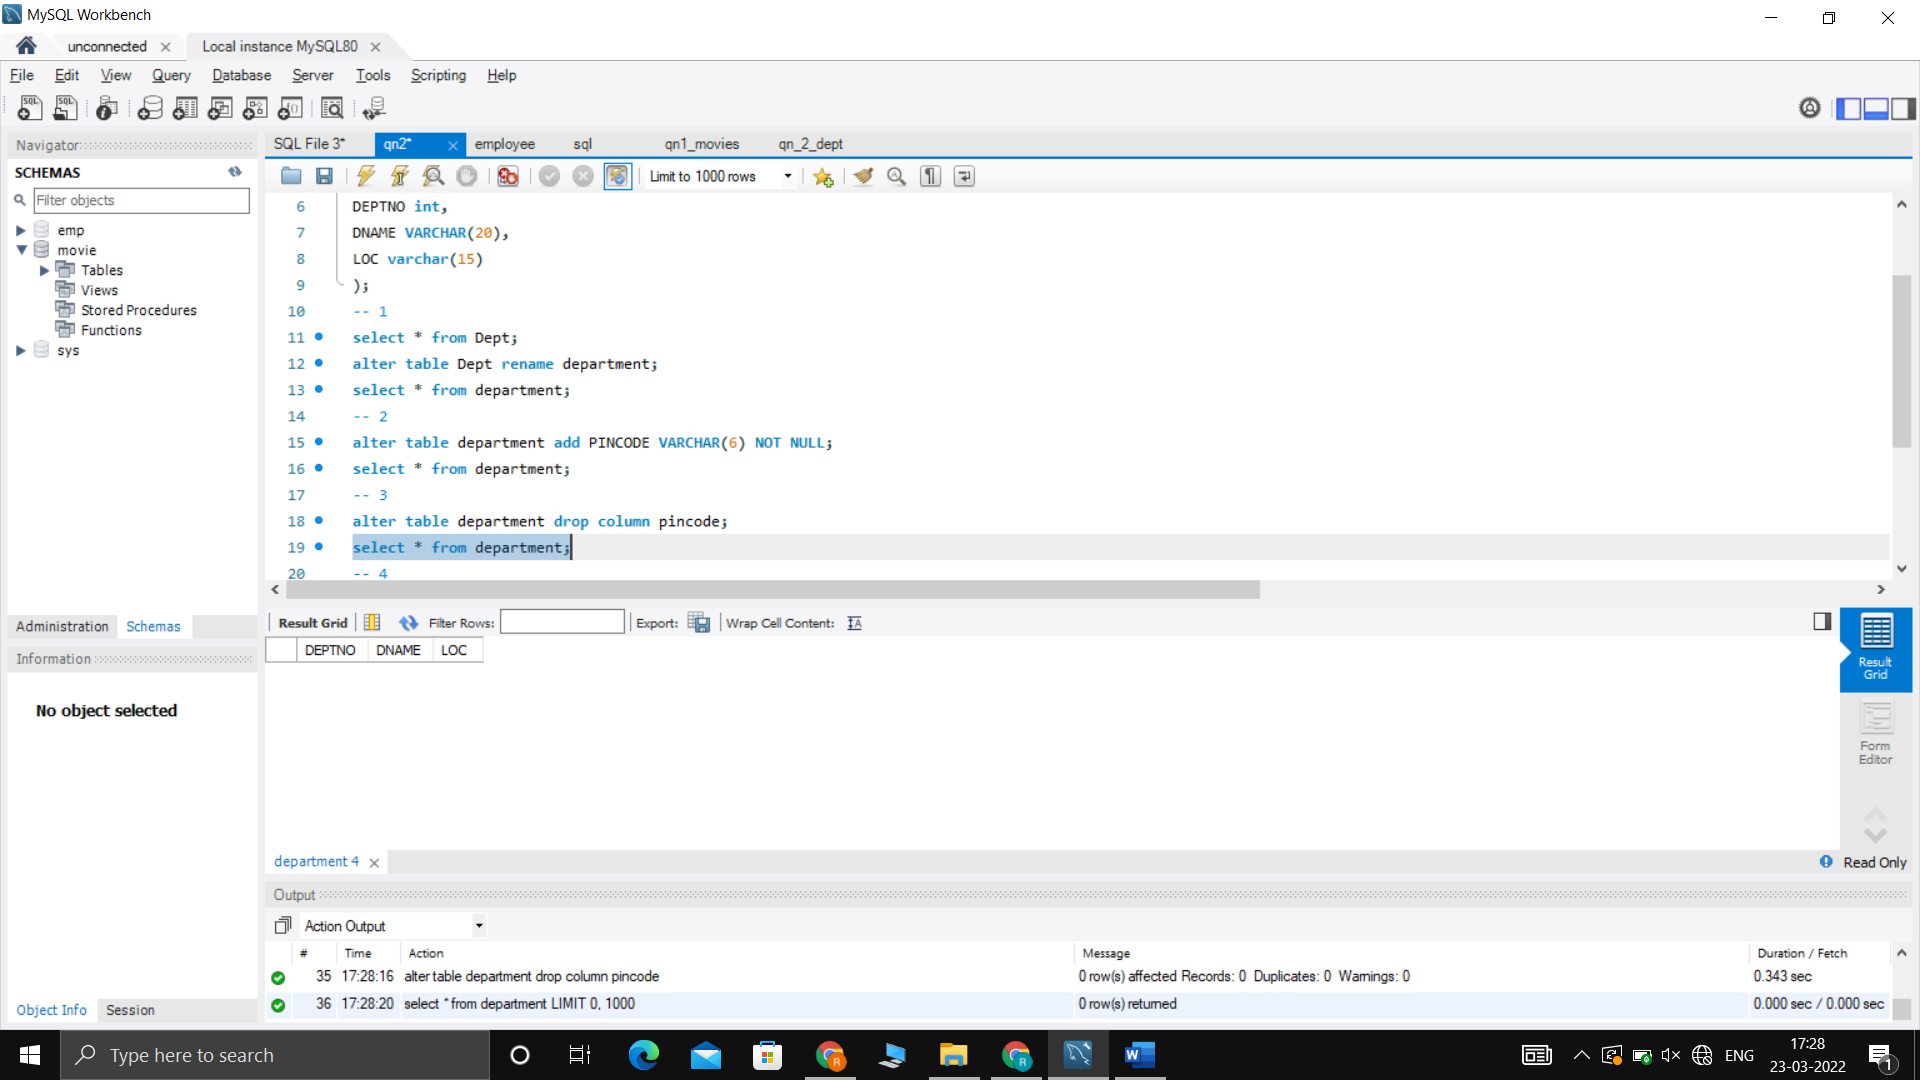 MySQL Workbench
unconnected
Local instance MySQL80
File Edit View Query Database Server Tools Scripting Help
Navigator
SCHEMAS
Filter objects
emp
movie
Tables
Views
Stored Procedures
Functions
sys
Administration Schemas
Information
No object selected
Object Info Session
SQL File 3* qn2* employee sql qn1_movies qn_2_dept
Limit to 1000 rows
6 DEPTNO int,
7 DNAME VARCHAR(20),
8 LOC varchar(15)
9 );
10 -- 1
11 select * from Dept;
12 alter table Dept rename department;
13 select * from department;
14 -- 2
15 alter table department add PINCODE VARCHAR(6) NOT NULL;
16 select * from department;
17 -- 3
18 alter table department drop column pincode;
19 select * from department;
20 -- 4
Result Grid Filter Rows: Export: Wrap Cell Content:
DEPTNO DNAME LOC
Result
Grid
Form
Editor
department 4
Read Only
Output
Action Output
# Time Action Message Duration / Fetch
35 17:28:16 alter table department drop column pincode 0 row(s) affected Records: 0 Duplicates: 0 Warnings: 0 0.343 sec
36 17:28:20 select * from department LIMIT 0, 1000 0 row(s) returned 0.000 sec / 0.000 sec
Type here to search
ENG
17:28
23-03-2022
1